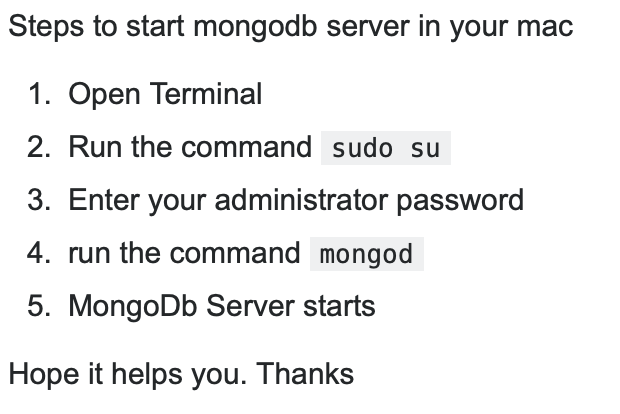 Steps to start mongodb server in your mac
1. Open Terminal
2. Run the command sudo su
3. Enter your administrator password
4. run the command mongod
5. MongoDb Server starts
Hope it helps you. Thanks